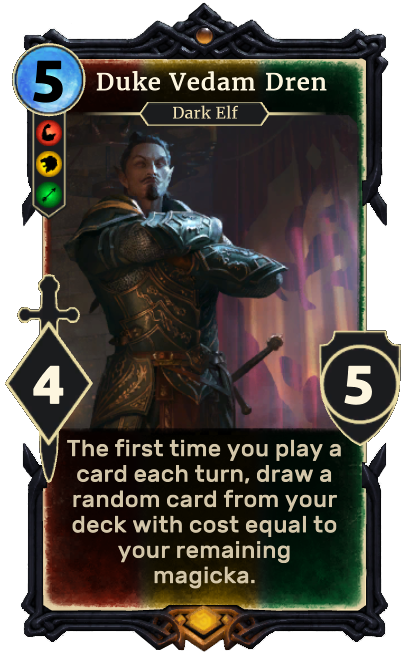 5
Duke Vedam Dren
Dark Elf
4
5
The first time you play a
card each turn, draw a
random card from your
deck with cost equal to
your remaining
magicka.